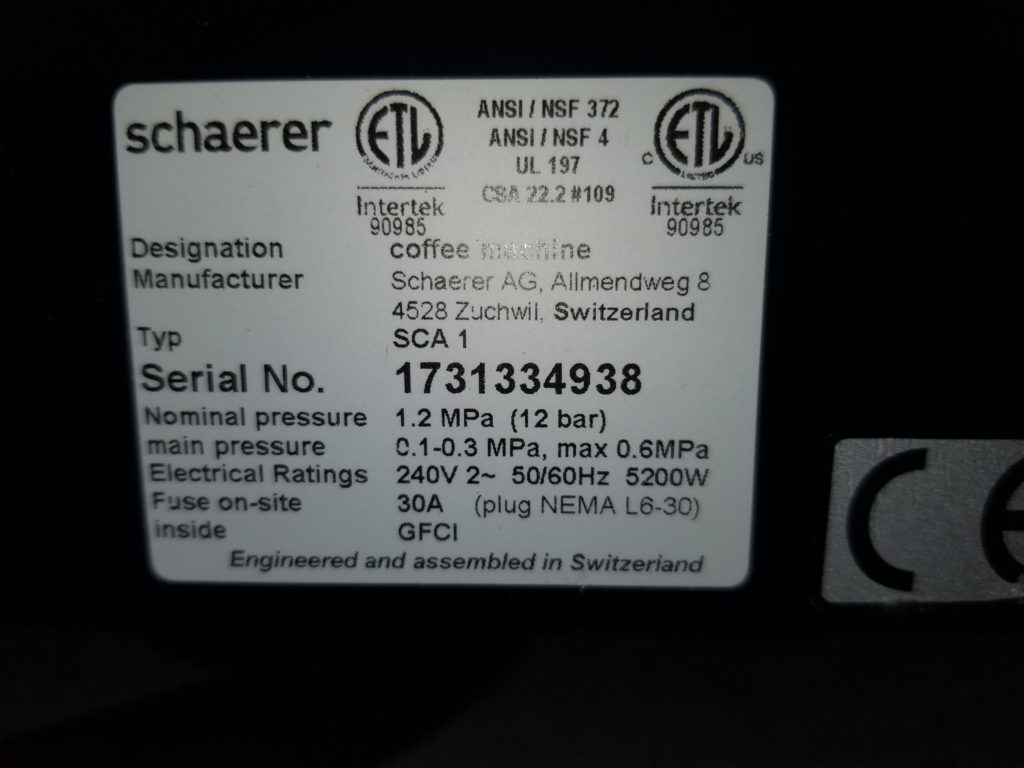 schaerer
ETL
Intertek
90985
ANSI / NSF 372
ANSI / NSF 4
UL 197
CSA 22.2 #109
C ETL US
Intertek
90985
Designation coffee machine
Manufacturer Schaerer AG, Allmendweg 8
4528 Zuchwil, Switzerland
Typ SCA 1
Serial No. 1731334938
Nominal pressure 1.2 MPa (12 bar)
main pressure 0.1-0.3 MPa, max 0.6MPa
Electrical Ratings 240V 2~ 50/60Hz 5200W
Fuse on-site 30A (plug NEMA L6-30)
inside GFCI
Engineered and assembled in Switzerland
CE